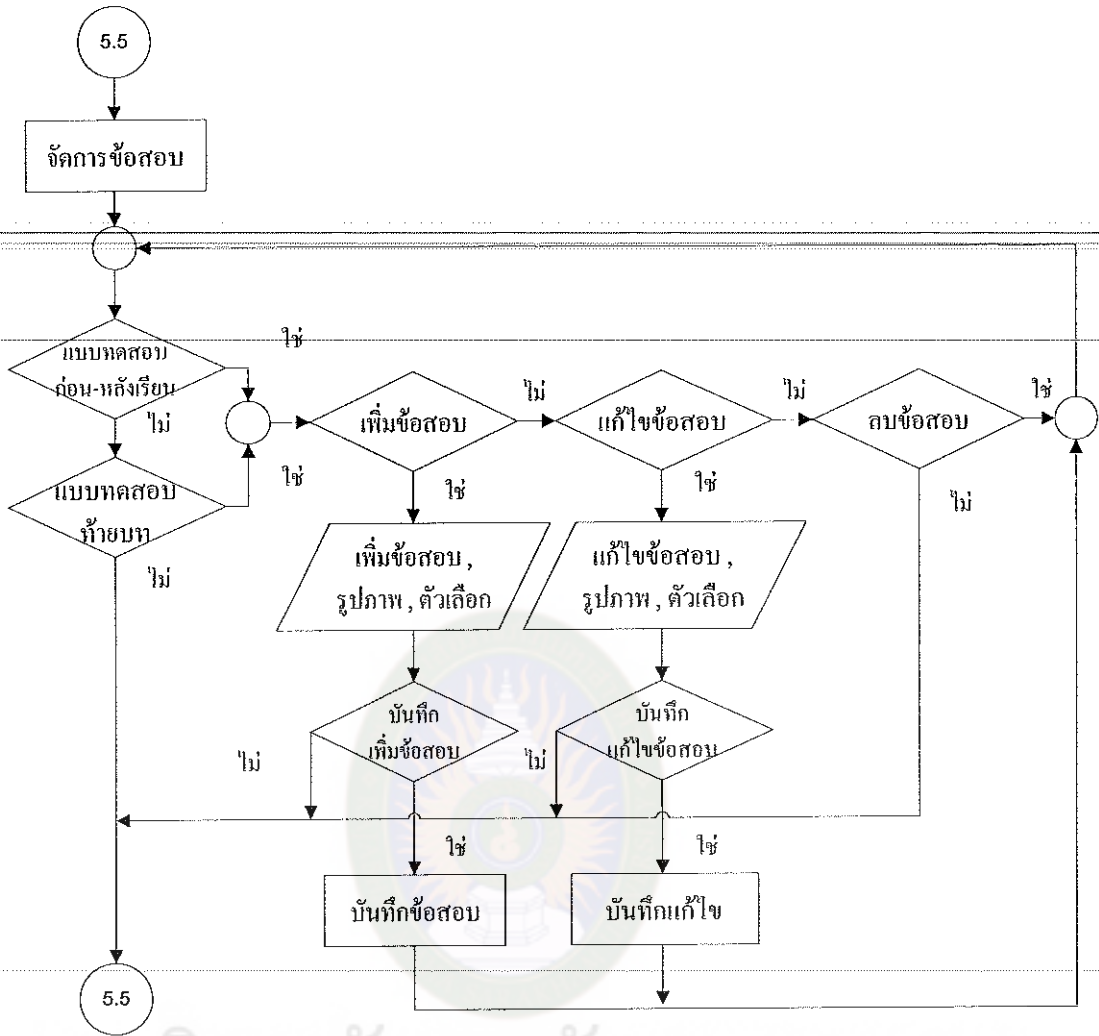 5.5
จัดการข้อสอบ
แบบทดสอบ
ก่อน-หลังเรียน
ใช่
ไม่
แบบทดสอบ
ท้ายบท
ใช่
ไม่
เพิ่มข้อสอบ
ไม่
แก้ไขข้อสอบ
ไม่
ลบข้อสอบ
ใช่
ใช่
ใช่
ไม่
เพิ่มข้อสอบ ,
รูปภาพ , ตัวเลือก
แก้ไขข้อสอบ ,
รูปภาพ , ตัวเลือก
บันทึก
เพิ่มข้อสอบ
ไม่
บันทึก
แก้ไขข้อสอบ
ไม่
ใช่
ใช่
บันทึกข้อสอบ
บันทึกแก้ไข
5.5